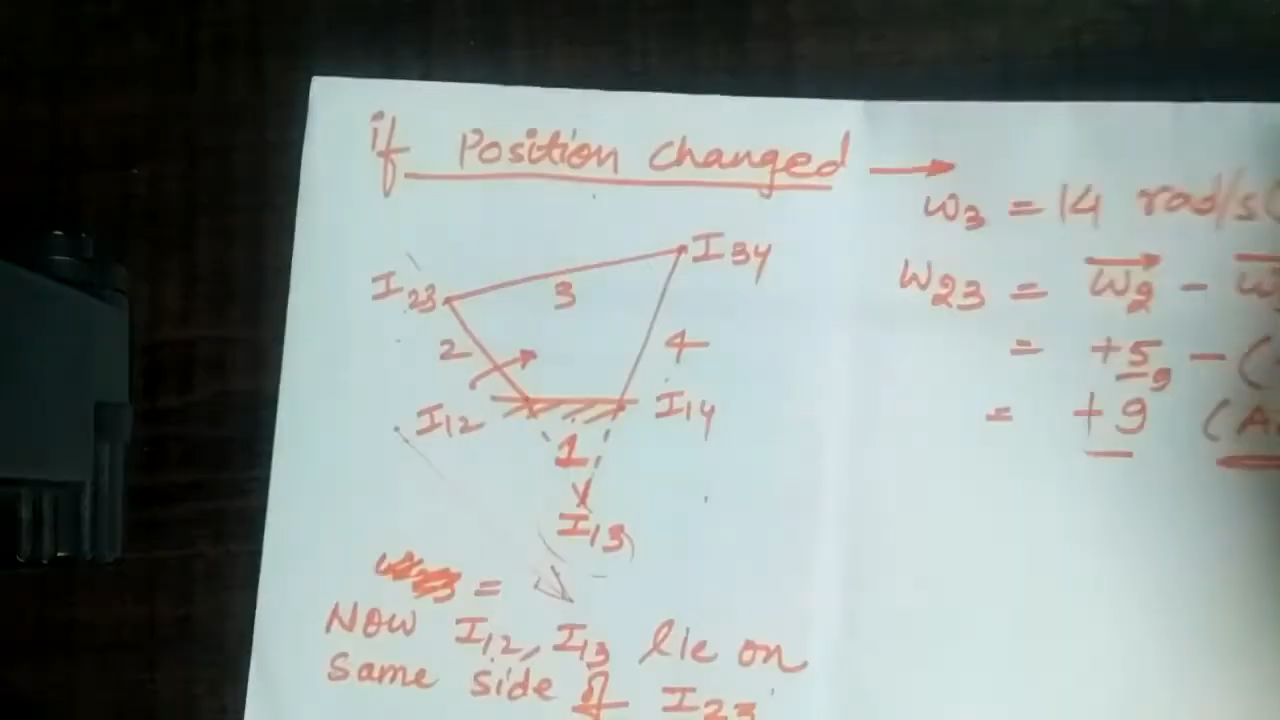 if Position changed →
I34
I23
3
2
4
I12
I14
1
I13
=
Now I12, I13 lie on
same side of I23
ω3 = 14 rad/s
ω23 = ω2 -
= +5 - (
= +9